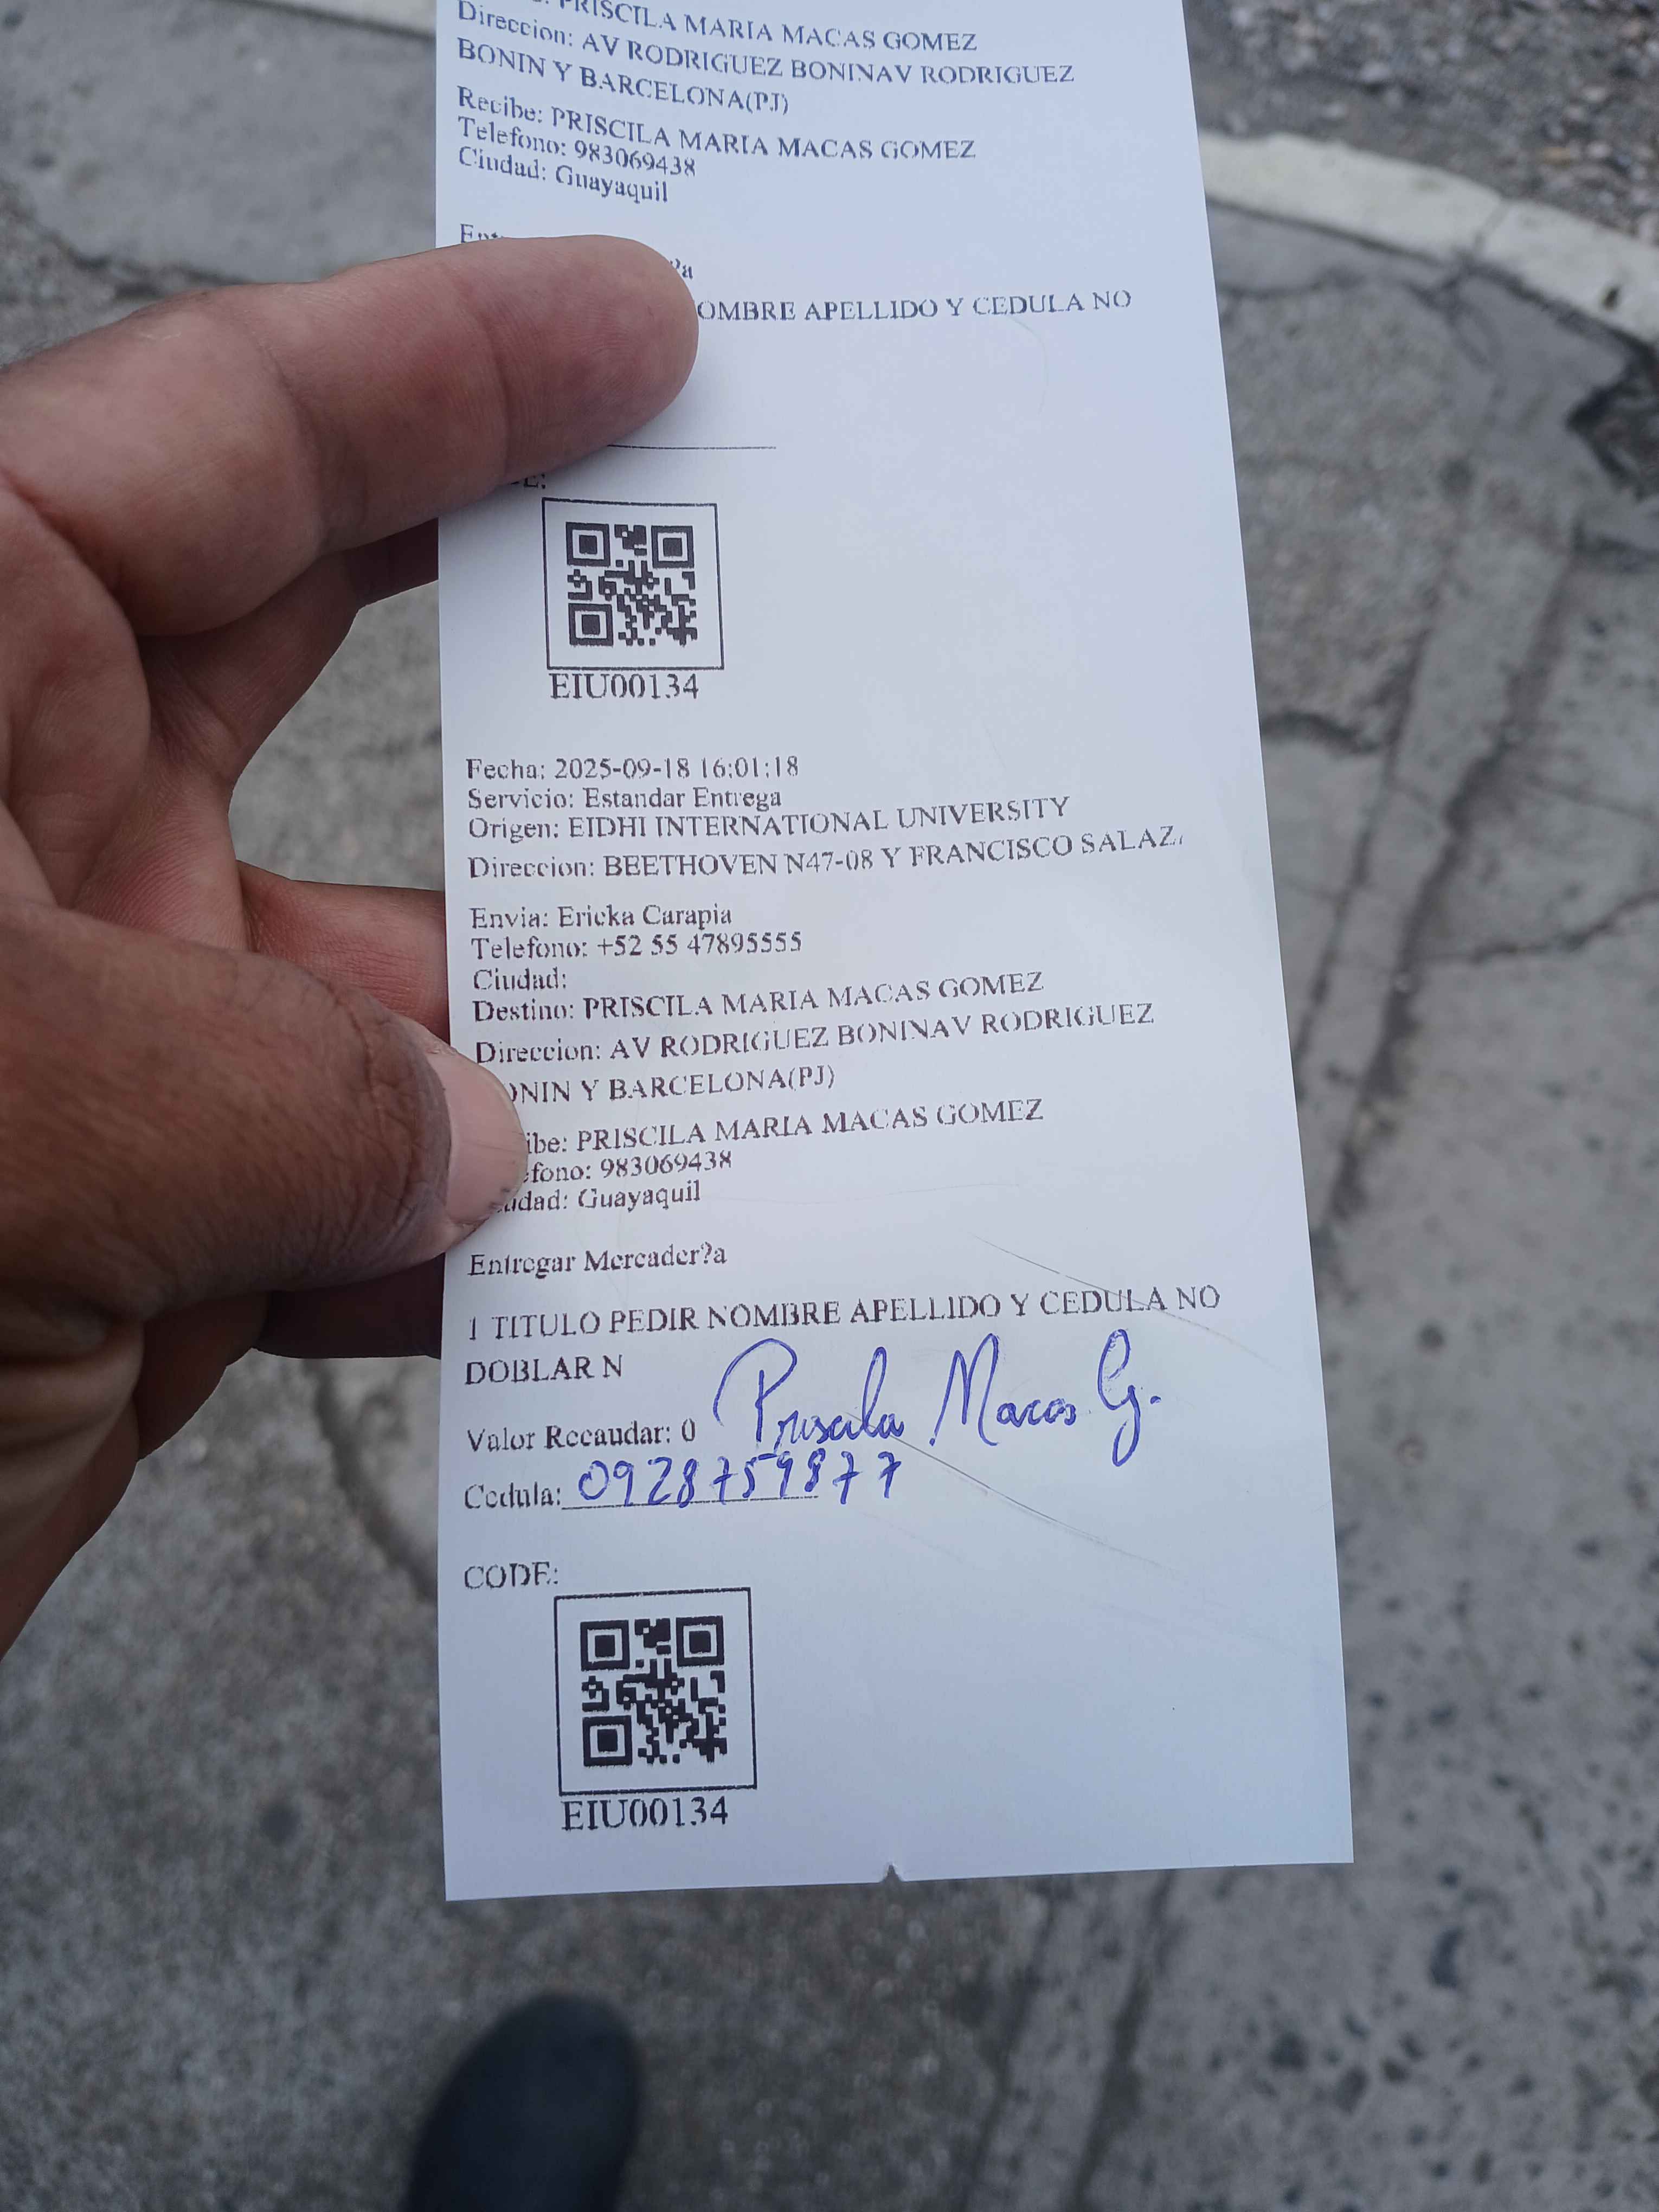 PRISCILA MARIA MACAS GOMEZ
Direccion: AV RODRIGUEZ BONINAV RODRIGUEZ
BONIN Y BARCELONA(PJ)
Recibe: PRISCILA MARIA MACAS GOMEZ
Telefono: 983069438
Ciudad: Guayaquil
?a
OMBRE APELLIDO Y CEDULA NO
E:
EIU00134
Fecha: 2025-09-18 16:01:18
Servicio: Estandar Entrega
Origen: EIDHI INTERNATIONAL UNIVERSITY
Direccion: BEETHOVEN N47-08 Y FRANCISCO SALAZ
Envia: Ericka Carapia
Telefono: +52 55 47895555
Ciudad:
Destino: PRISCILA MARIA MACAS GOMEZ
Direccion: AV RODRIGUEZ BONINAV RODRIGUEZ
ONIN Y BARCELONA(PJ)
ibe: PRISCILA MARIA MACAS GOMEZ
efono: 983069438
udad: Guayaquil
Entregar Mercader?a
1 TITULO PEDIR NOMBRE APELLIDO Y CEDULA NO
DOBLAR N
Priscila Macas G.
Valor Recaudar: 0
Cedula: 0928759877
CODE:
EIU00134